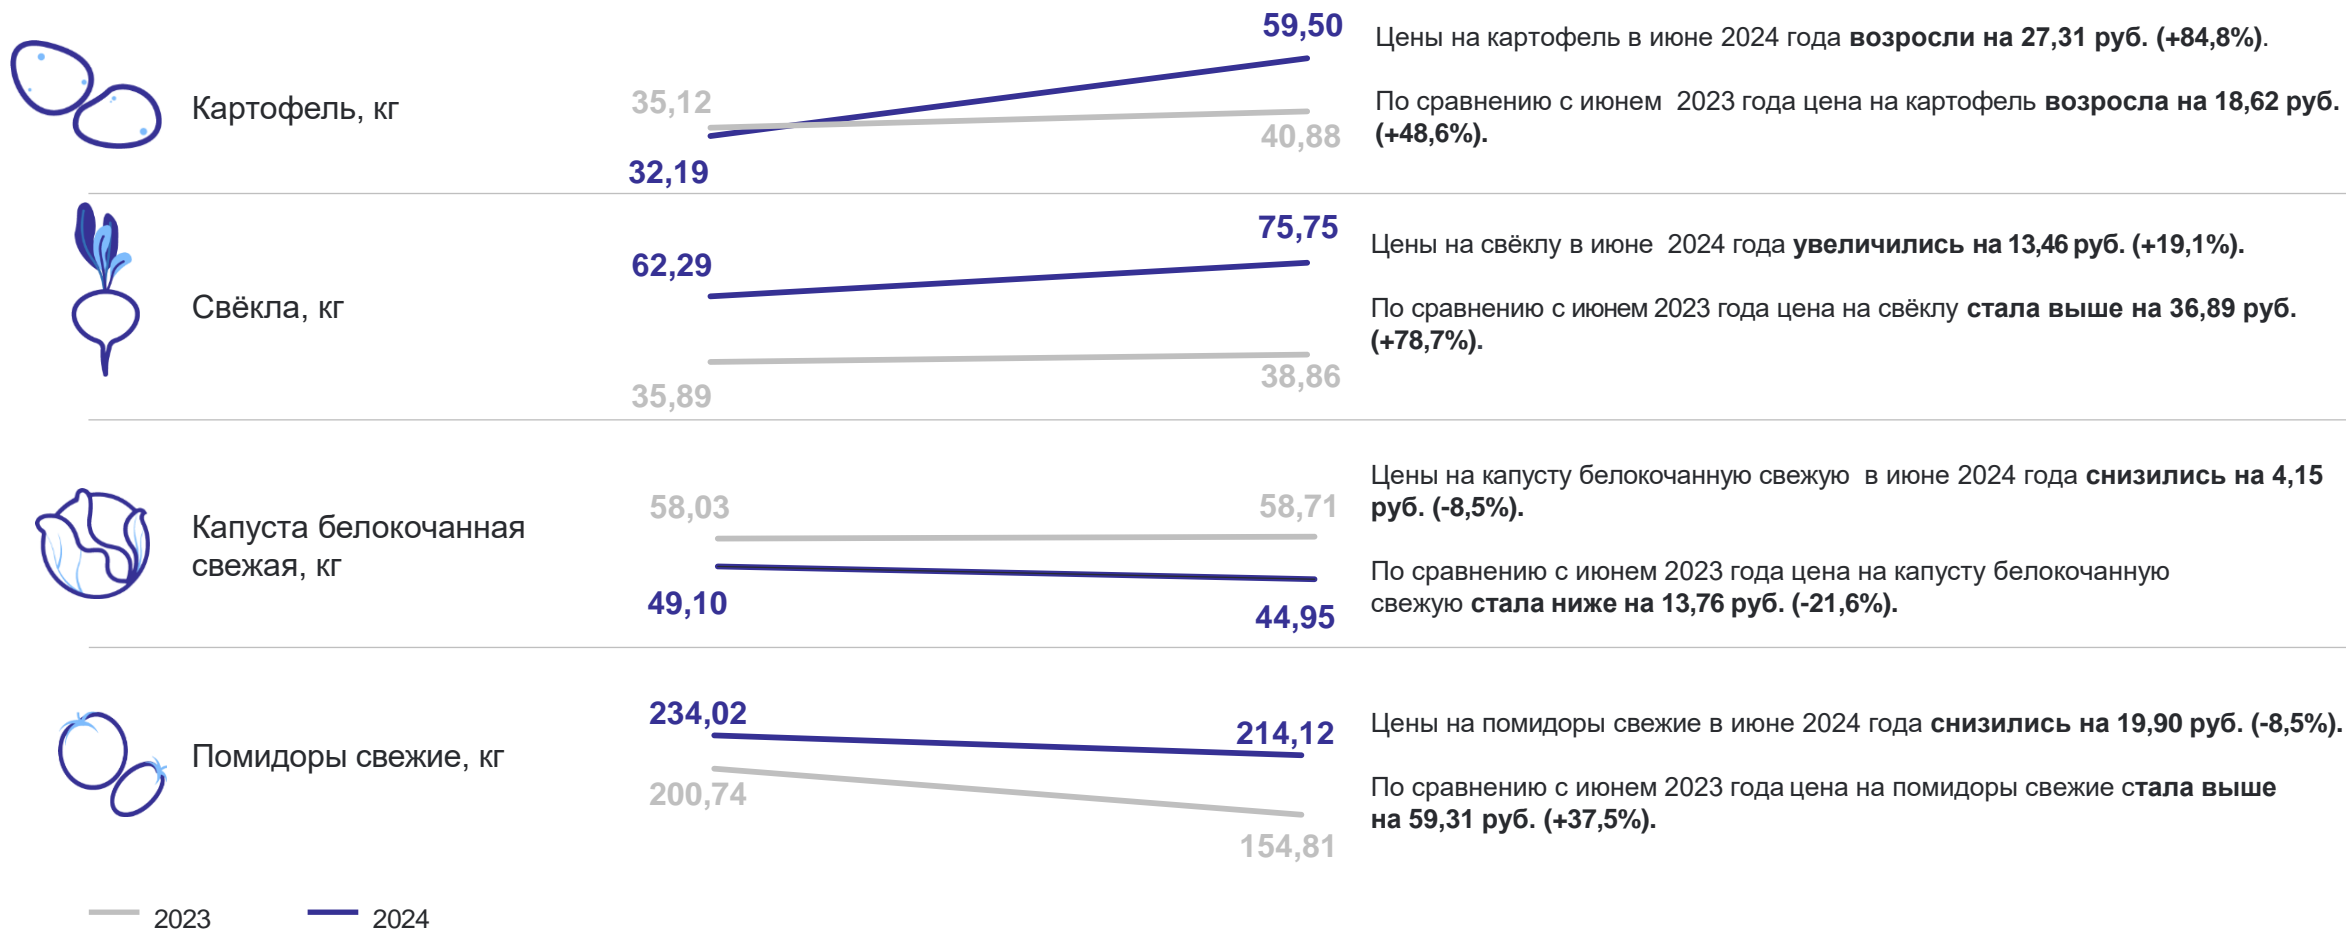 Картофель, кг
35,12
32,19
59,50
40,88
Цены на картофель в июне 2024 года возросли на 27,31 руб. (+84,8%).
По сравнению с июнем 2023 года цена на картофель возросла на 18,62 руб.
(+48,6%).
Свёкла, кг
62,29
35,89
75,75
38,86
Цены на свёклу в июне 2024 года увеличились на 13,46 руб. (+19,1%).
По сравнению с июнем 2023 года цена на свёклу стала выше на 36,89 руб.
(+78,7%).
Капуста белокочанная
свежая, кг
58,03
49,10
58,71
44,95
Цены на капусту белокочанную свежую в июне 2024 года снизились на 4,15
руб. (-8,5%).
По сравнению с июнем 2023 года цена на капусту белокочанную
свежую стала ниже на 13,76 руб. (-21,6%).
Помидоры свежие, кг
234,02
200,74
214,12
154,81
Цены на помидоры свежие в июне 2024 года снизились на 19,90 руб. (-8,5%).
По сравнению с июнем 2023 года цена на помидоры свежие стала выше
на 59,31 руб. (+37,5%).
2023
2024